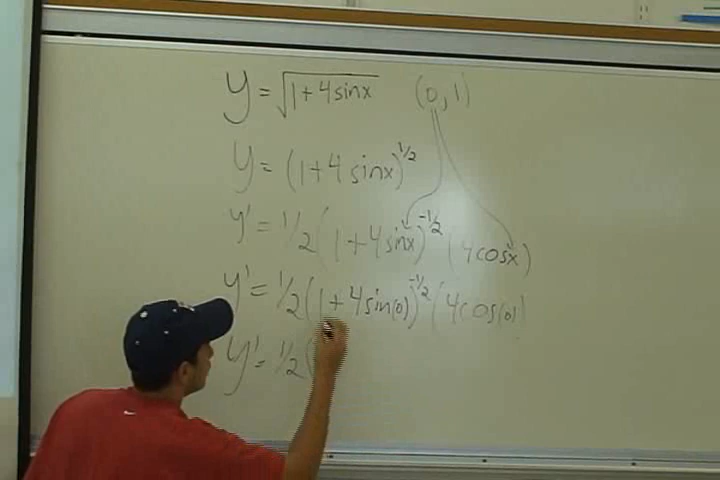 y = √1+4sinx (0,1)
y = (1+4 sinx)^1/2
y' = 1/2 (1+4sinx)^-1/2 (4cosx)
y' = 1/2 (1+4sin(0))^-1/2 (4cos(0)
y' = 1/2 (